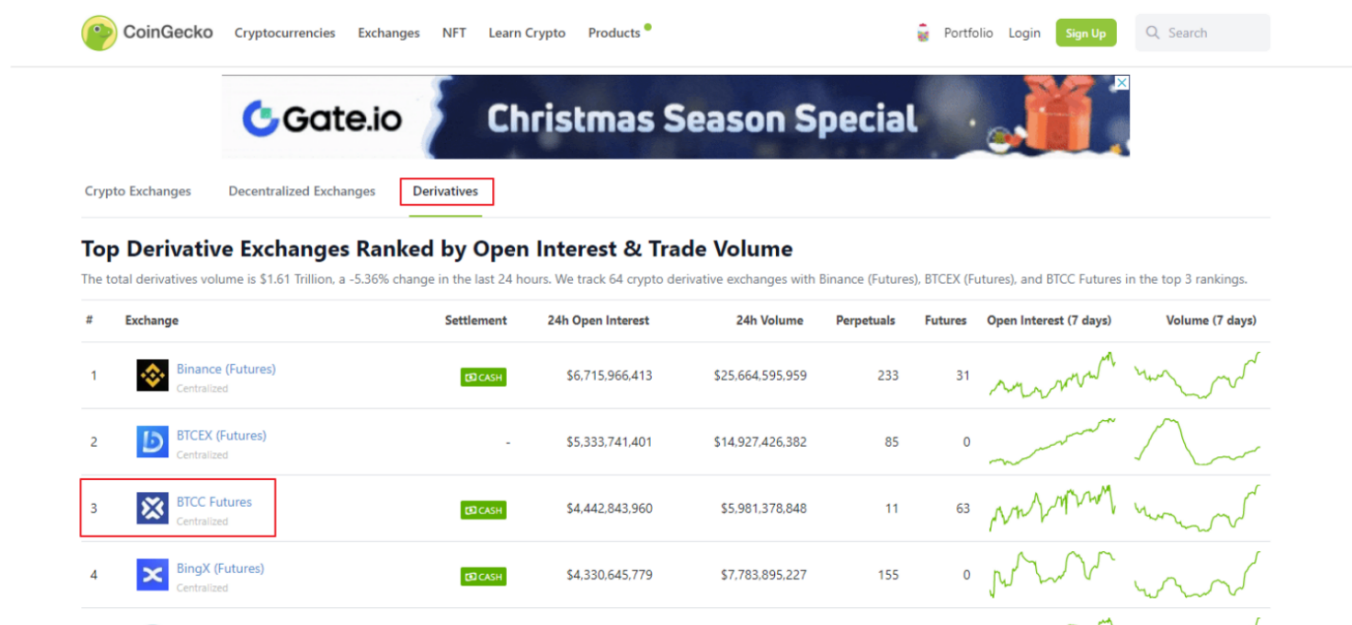 CoinGecko Cryptocurrencies Exchanges NFT Learn Crypto Products Portfolio Login Sign Up Search
Gate.io Christmas Season Special
Crypto Exchanges Decentralized Exchanges Derivatives
Top Derivative Exchanges Ranked by Open Interest & Trade Volume
The total derivatives volume is $1.61 Trillion, a -5.36% change in the last 24 hours. We track 64 crypto derivative exchanges with Binance (Futures), BTCEX (Futures), and BTCC Futures in the top 3 rankings.
# Exchange Settlement 24h Open Interest 24h Volume Perpetuals Futures Open Interest (7 days) Volume (7 days)
1 Binance (Futures) CASH $6,715,966,413 $25,664,595,959 233 31
Centralized
2 BTCEX (Futures) - $5,333,741,401 $14,927,426,382 85 0
Centralized
3 BTCC Futures CASH $4,442,843,960 $5,981,378,848 11 63
Centralized
4 BingX (Futures) CASH $4,330,645,779 $7,783,895,227 155 0
Centralized